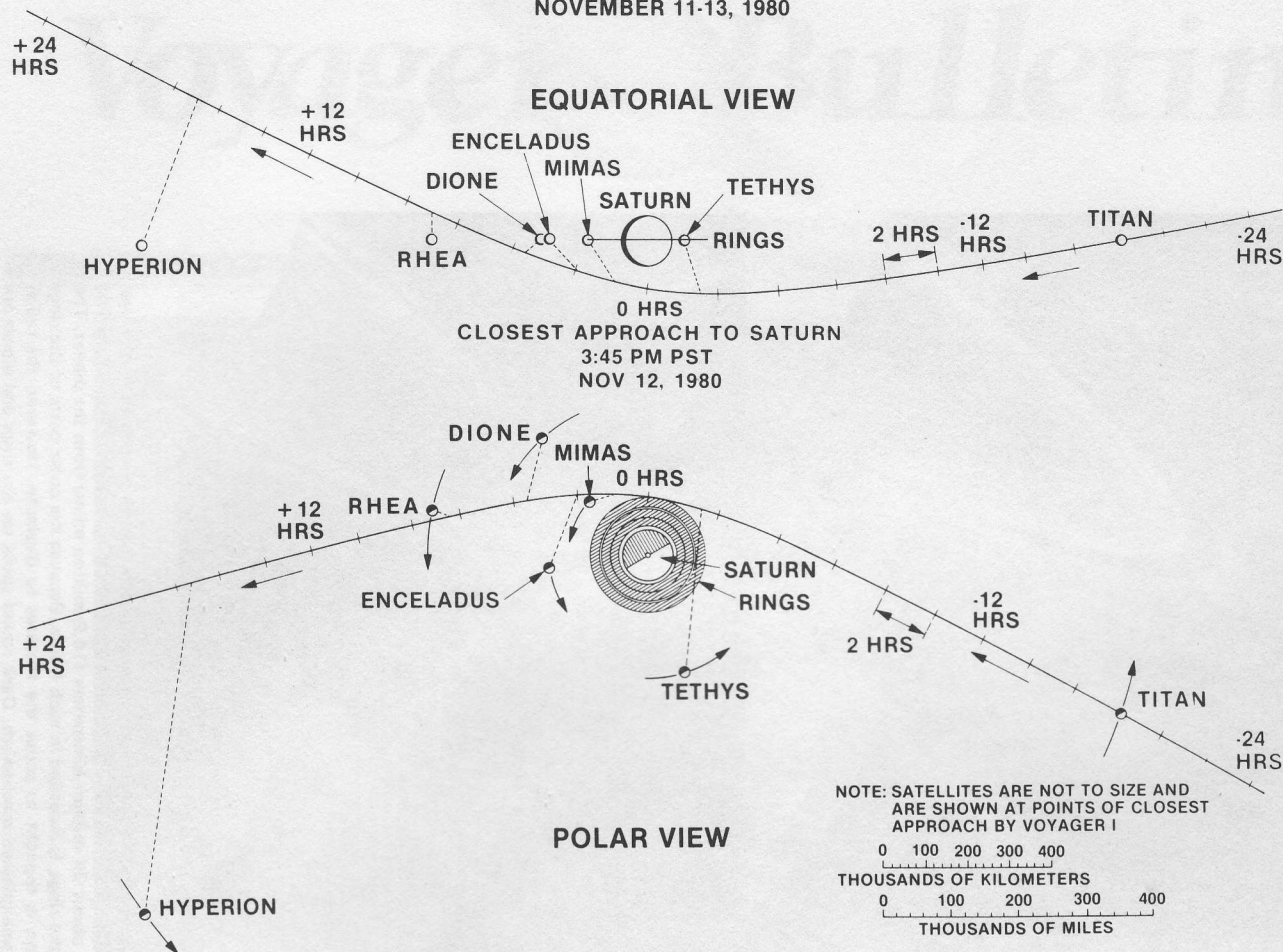 NOVEMBER 11-13, 1980
EQUATORIAL VIEW
+24
HRS
+12
HRS
ENCELADUS
DIONE
MIMAS
SATURN
TETHYS
RINGS
HYPERION
RHEA
2 HRS
-12
HRS
TITAN
-24
HRS
0 HRS
CLOSEST APPROACH TO SATURN
3:45 PM PST
NOV 12, 1980
DIONE
MIMAS
0 HRS
RHEA
+12
HRS
ENCELADUS
SATURN
RINGS
+24
HRS
2 HRS
-12
HRS
TETHYS
TITAN
-24
HRS
HYPERION
POLAR VIEW
NOTE: SATELLITES ARE NOT TO SIZE AND
ARE SHOWN AT POINTS OF CLOSEST
APPROACH BY VOYAGER I
0 100 200 300 400
THOUSANDS OF KILOMETERS
0 100 200 300 400
THOUSANDS OF MILES
Voyager Bulletin